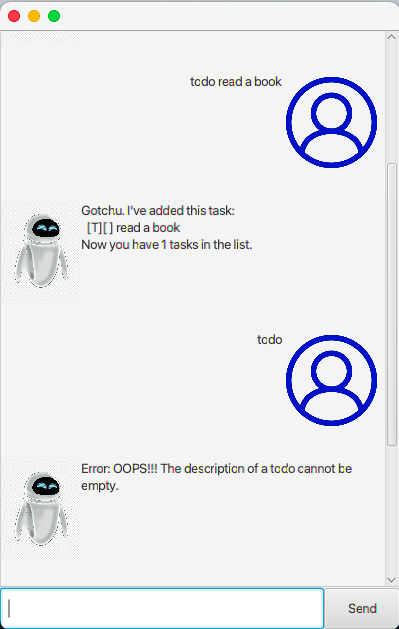 todo read a book
Gotchu. I've added this task:
[T][ ] read a book
Now you have 1 tasks in the list.
todo
Error: OOPS!!! The description of a todo cannot be
empty.
Send